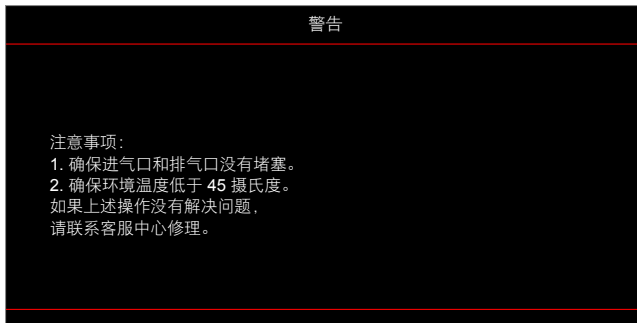 警告
注意事项：
1. 确保进气口和排气口没有堵塞。
2. 确保环境温度低于 45 摄氏度。
如果上述操作没有解决问题，
请联系客服中心修理。